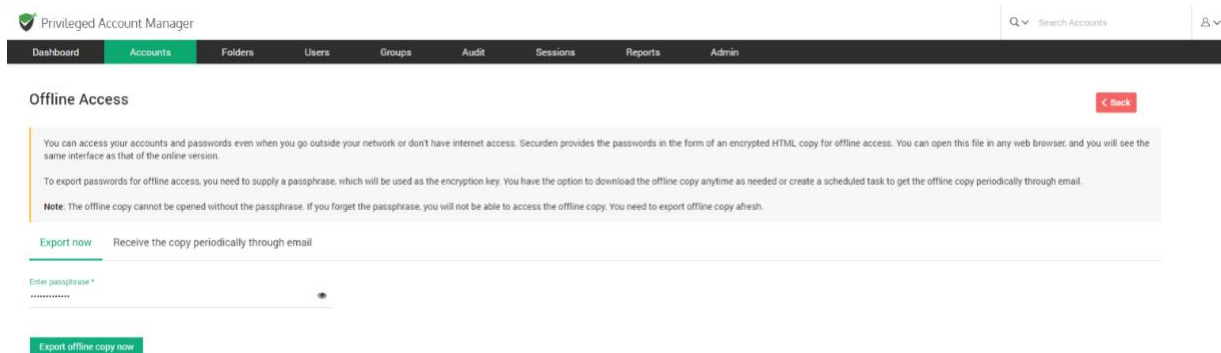 Privileged Account Manager
Search Accounts
Dashboard Accounts Folders Users Groups Audit Sessions Reports Admin
Offline Access
Back
You can access your accounts and passwords even when you go outside your network or don't have internet access. Securden provides the passwords in the form of an encrypted HTML copy for offline access. You can open this file in any web browser, and you will see the
same interface as that of the online version.
To export passwords for offline access, you need to supply a passphrase, which will be used as the encryption key. You have the option to download the offline copy anytime as needed or create a scheduled task to get the offline copy periodically through email.
Note: The offline copy cannot be opened without the passphrase. If you forget the passphrase, you will not be able to access the offline copy. You need to export offline copy afresh.
Export now Receive the copy periodically through email
Enter passphrase *
•••••••••••••
Export offline copy now